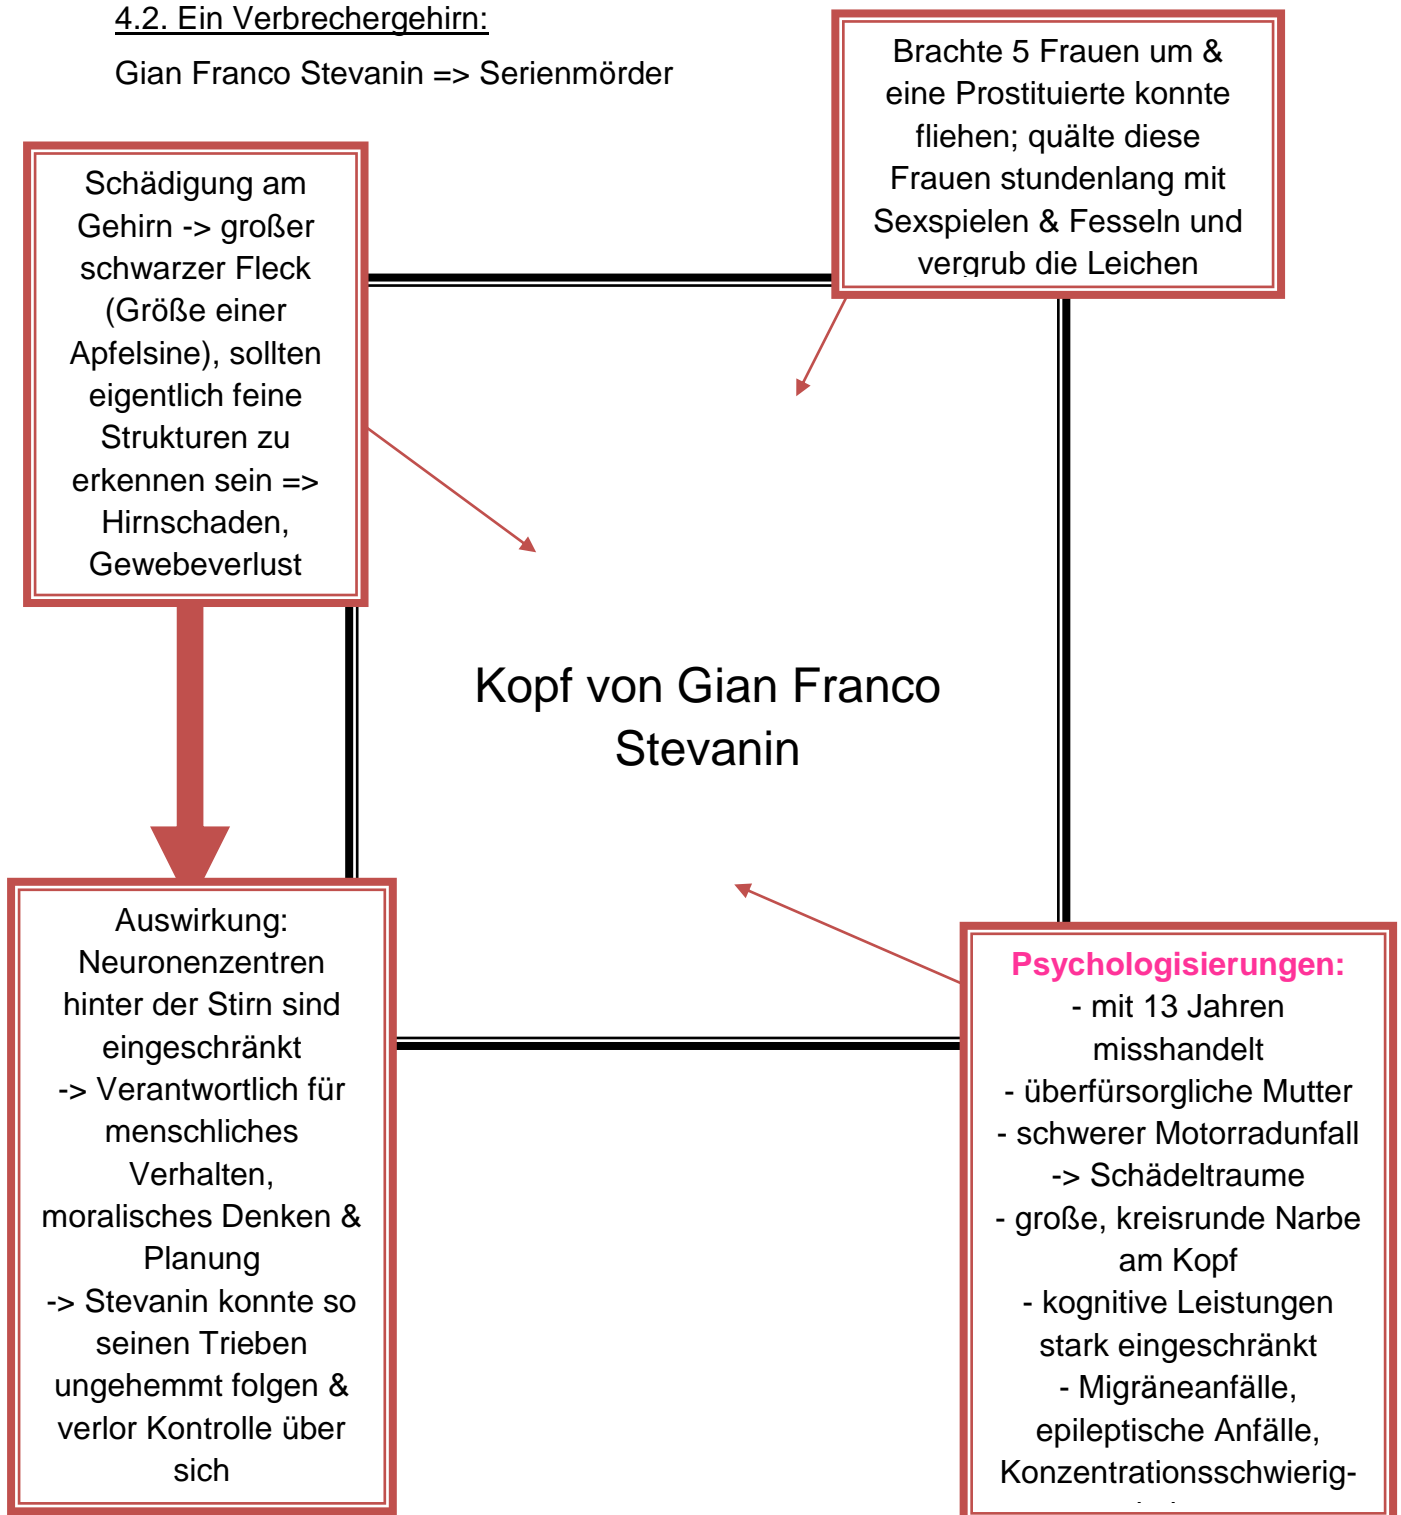 4.2. Ein Verbrechergehirn:
Gian Franco Stevanin => Serienmörder
Brachte 5 Frauen um &
eine Prostituierte konnte
fliehen; quälte diese
Frauen stundenlang mit
Sexspielen & Fesseln und
vergrub die Leichen
Schädigung am
Gehirn -> großer
schwarzer Fleck
(Größe einer
Apfelsine), sollten
eigentlich feine
Strukturen zu
erkennen sein =>
Hirnschaden,
Gewebeverlust
Kopf von Gian Franco
Stevanin
Auswirkung:
Neuronenzentren
hinter der Stirn sind
eingeschränkt
-> Verantwortlich für
menschliches
Verhalten,
moralisches Denken &
Planung
-> Stevanin konnte so
seinen Trieben
ungehemmt folgen &
verlor Kontrolle über
sich
Psychologisierungen:
- mit 13 Jahren
misshandelt
- überfürsorgliche Mutter
- schwerer Motorradunfall
-> Schädeltraume
- große, kreisrunde Narbe
am Kopf
- kognitive Leistungen
stark eingeschränkt
- Migräneanfälle,
epileptische Anfälle,
Konzentrationsschwierig-